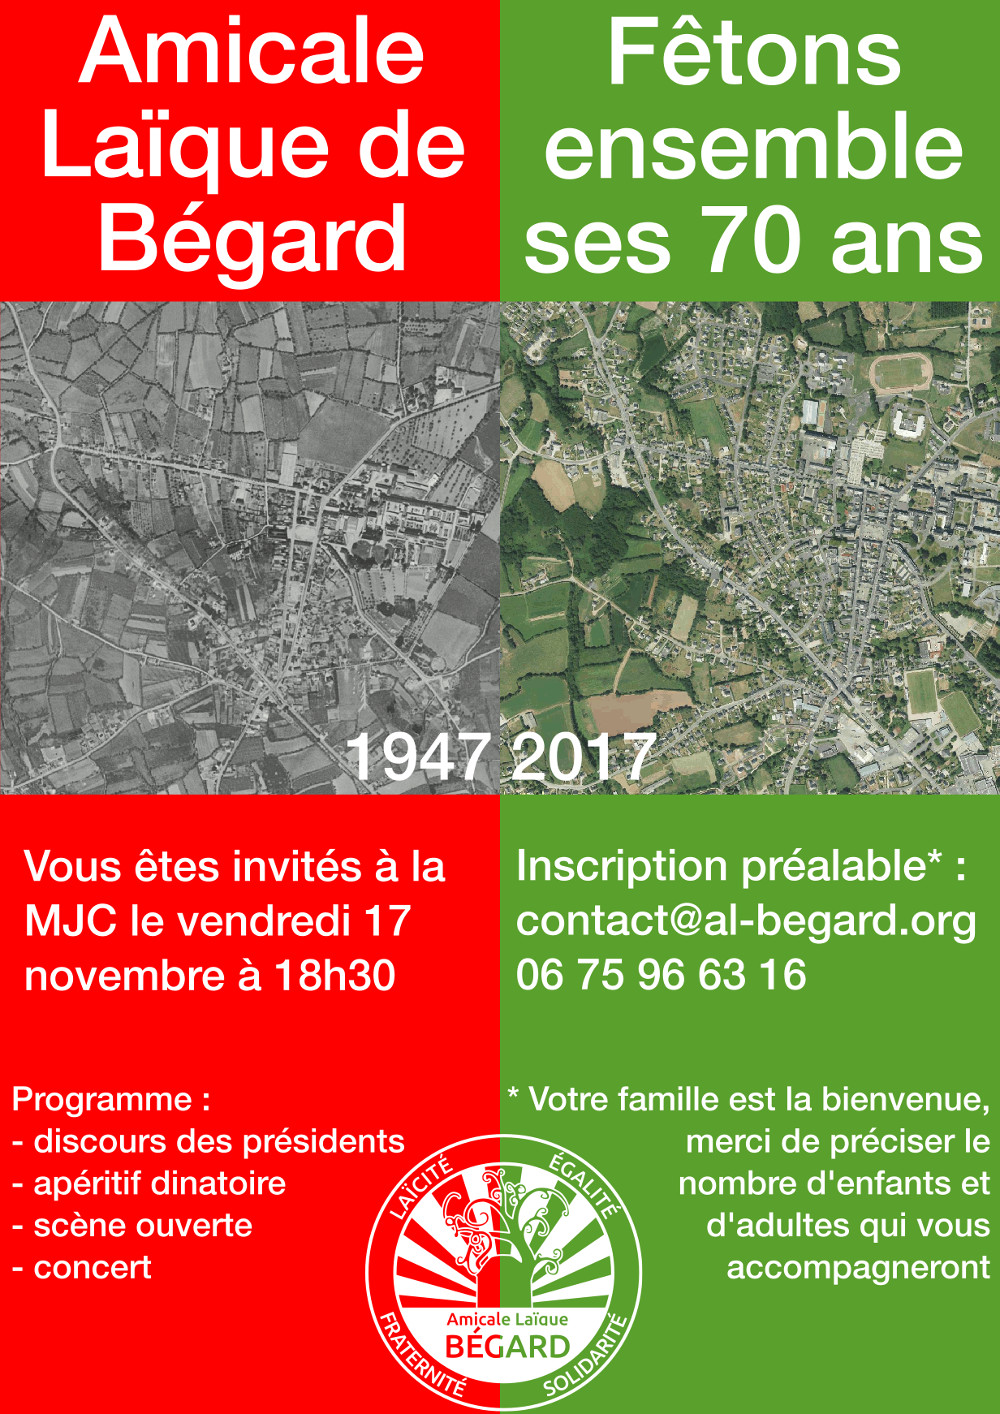 Amicale
Laïque de
Bégard
Fêtons
ensemble
ses 70 ans
1947
2017
Vous êtes invités à la
MJC le vendredi 17
novembre à 18h30
Inscription préalable* :
contact@al-begard.org
06 75 96 63 16
Programme :
- discours des présidents
- apéritif dinatoire
- scène ouverte
- concert
* Votre famille est la bienvenue,
merci de préciser le
nombre d'enfants et
d'adultes qui vous
accompagneront
LAÏCITÉ
ÉGALITÉ
Amicale Laïque
BÉGARD
FRATERNITÉ
SOLIDARITÉ